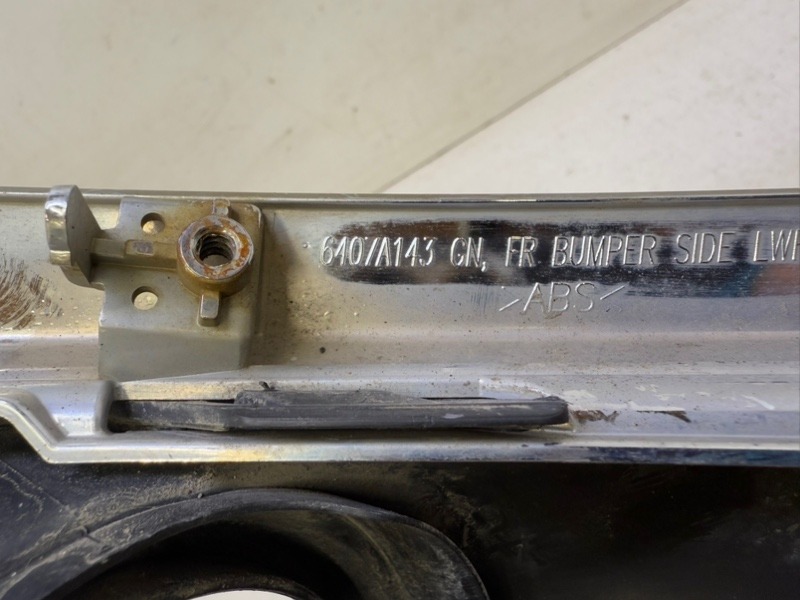 6407A143 GN, FR BUMPER SIDE LWR
>ABS<